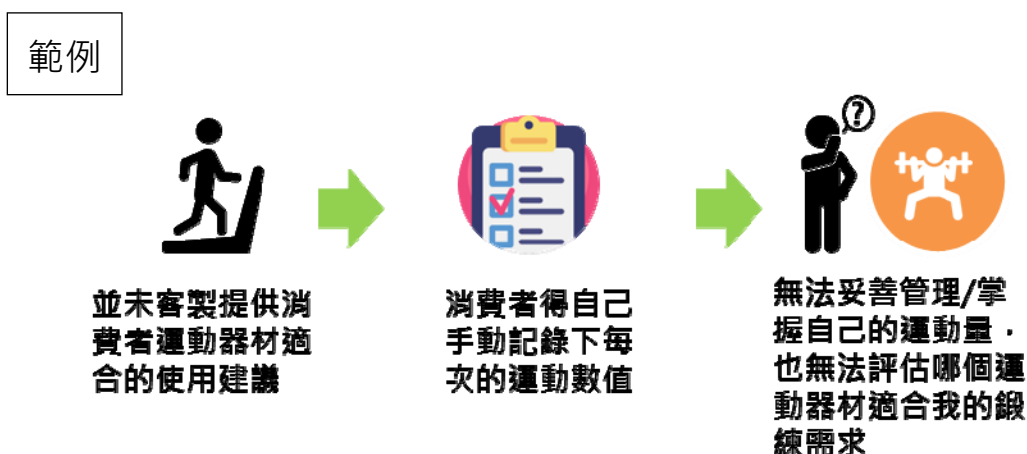 範例
並未客製提供消
費者運動器材適
合的使用建議
消費者得自己
手動記錄下每
次的運動數值
無法妥善管理/掌
握自己的運動量，
也無法評估哪個運
動器材適合我的鍛
練需求